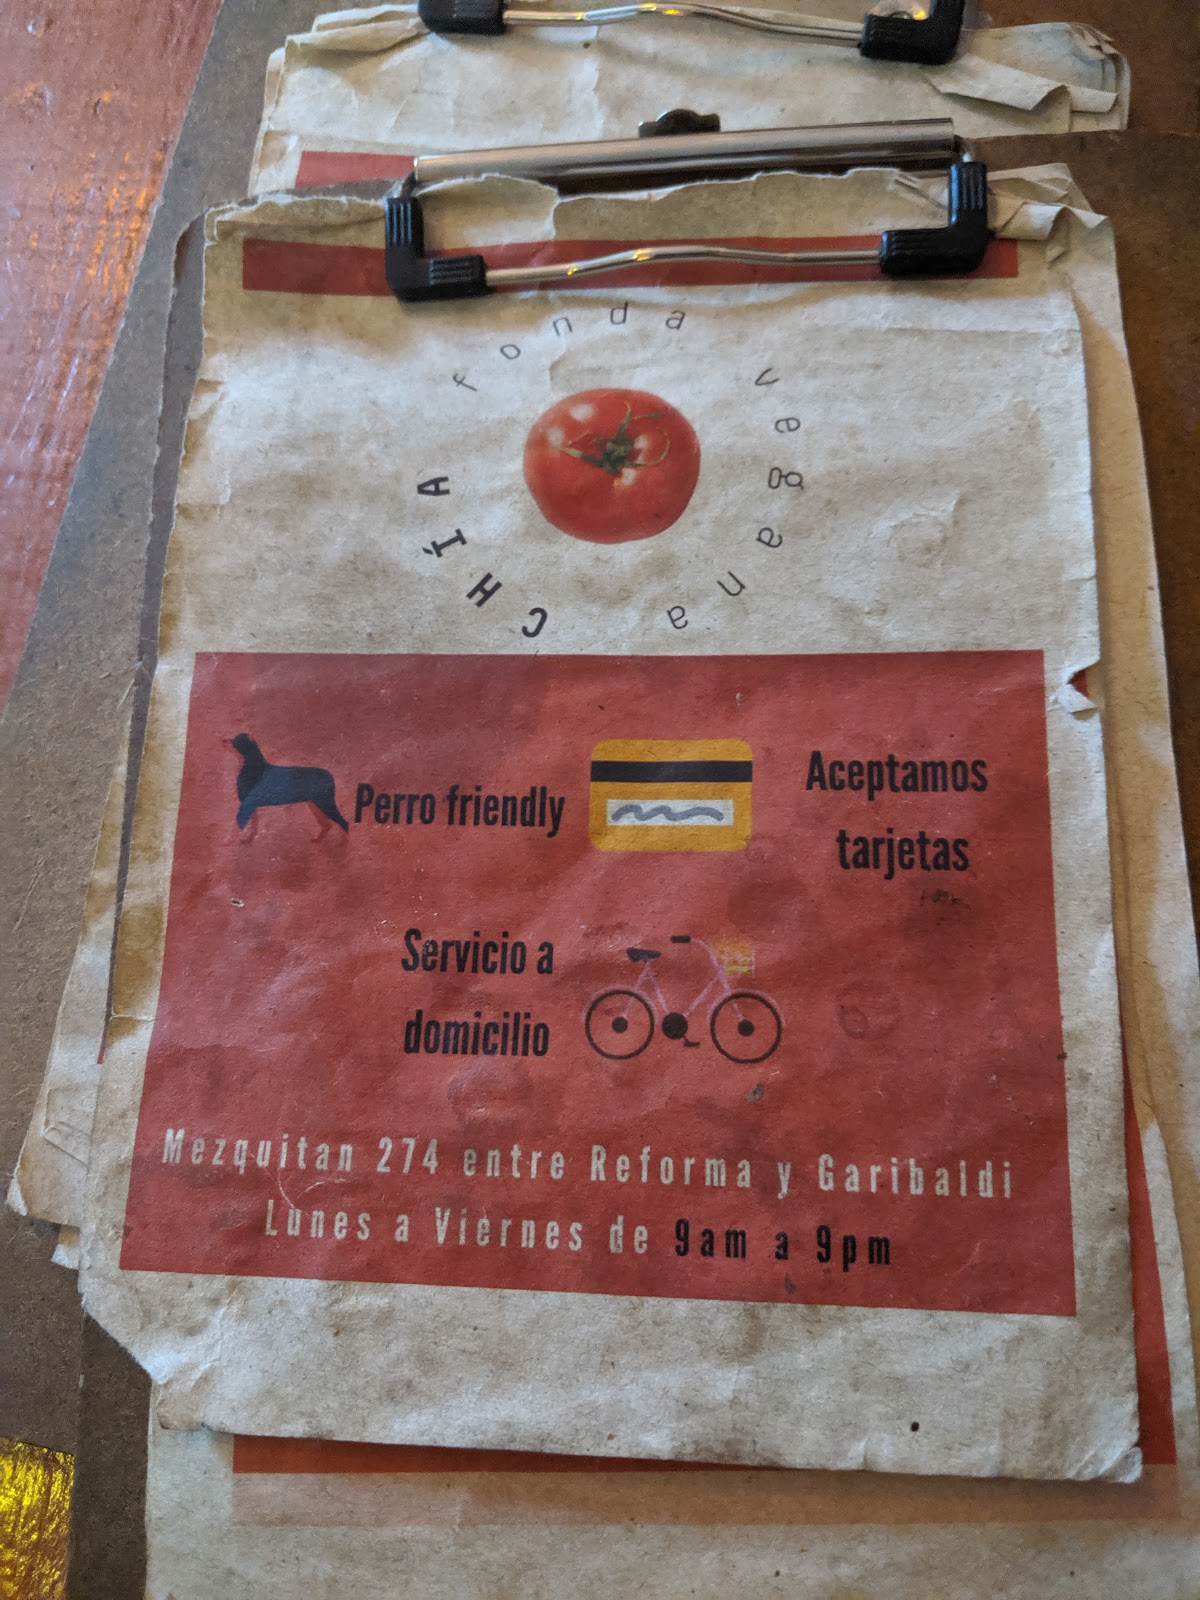 fonda vegana CHÍA
Perro friendly
Aceptamos
tarjetas
Servicio a
domicilio
Mezquitan 274 entre Reforma y Garibaldi
Lunes a Viernes de 9am a 9pm